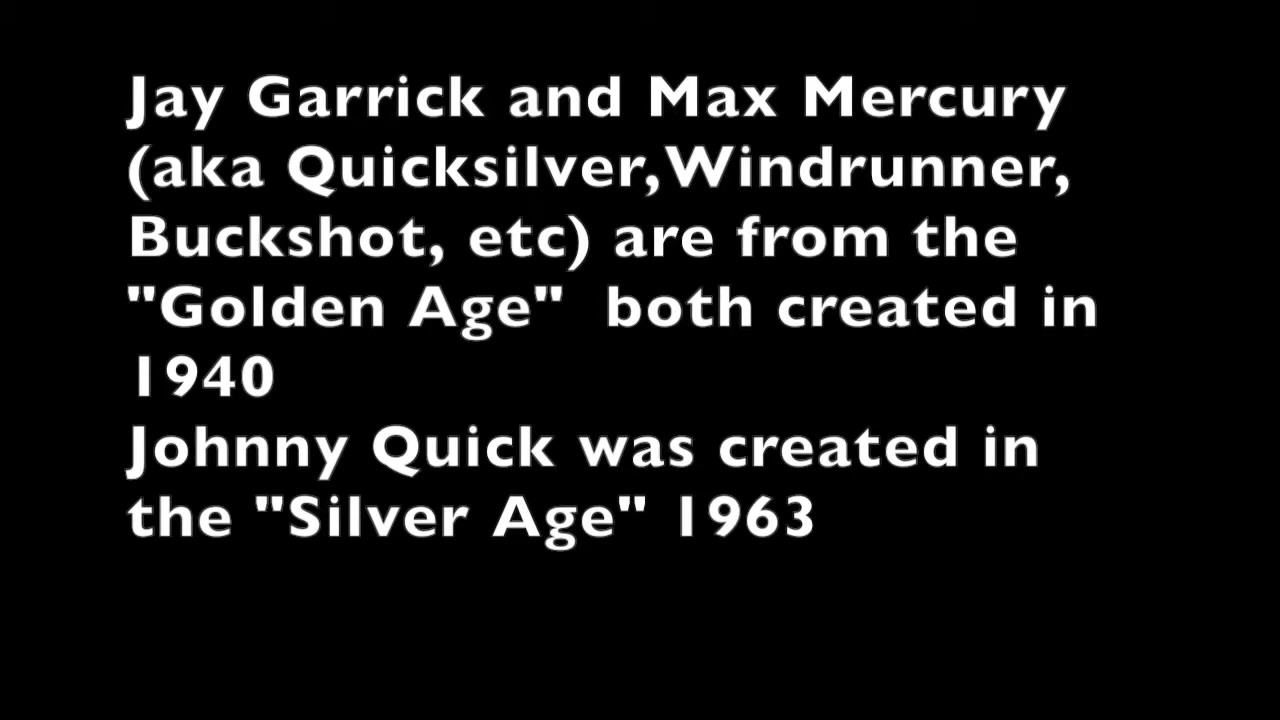 Jay Garrick and Max Mercury
(aka Quicksilver,Windrunner,
Buckshot, etc) are from the
"Golden Age"  both created in
1940
Johnny Quick was created in
the "Silver Age" 1963